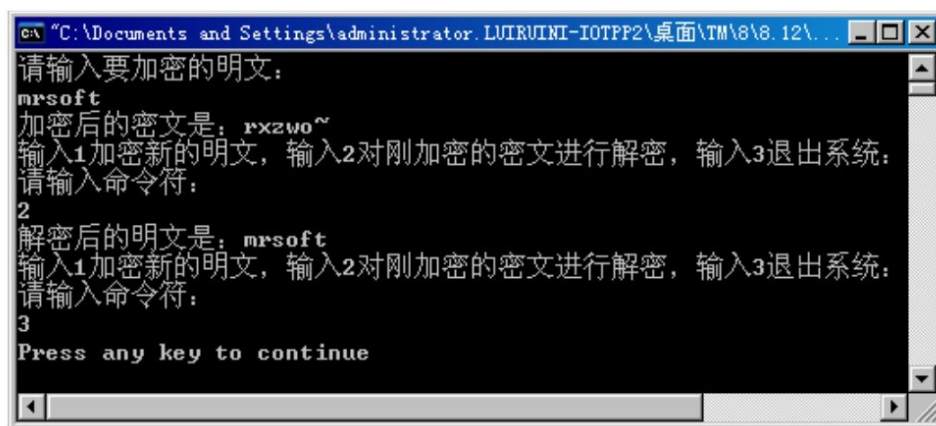 "C:\Documents and Settings\administrator.LUIRUINI-IOTPP2\桌面\TM\8\8.12\...
请输入要加密的明文：
mrsoft
加密后的密文是：rxzwo~
输入1加密新的明文，输入2对刚加密的密文进行解密，输入3退出系统：
请输入命令符：
2
解密后的明文是：mrsoft
输入1加密新的明文，输入2对刚加密的密文进行解密，输入3退出系统：
请输入命令符：
3
Press any key to continue